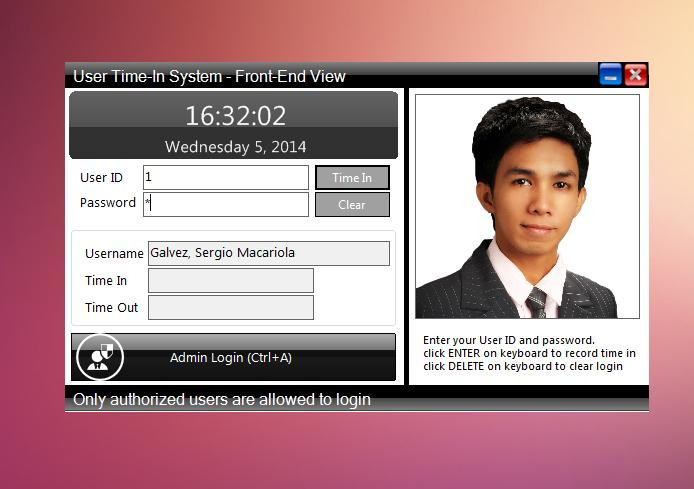 User Time-In System - Front-End View
16:32:02
Wednesday 5, 2014
User ID 1 Time In
Password * Clear
Username Galvez, Sergio Macariola
Time In
Time Out
Admin Login (Ctrl+A)
Enter your User ID and password.
click ENTER on keyboard to record time in
click DELETE on keyboard to clear login
Only authorized users are allowed to login